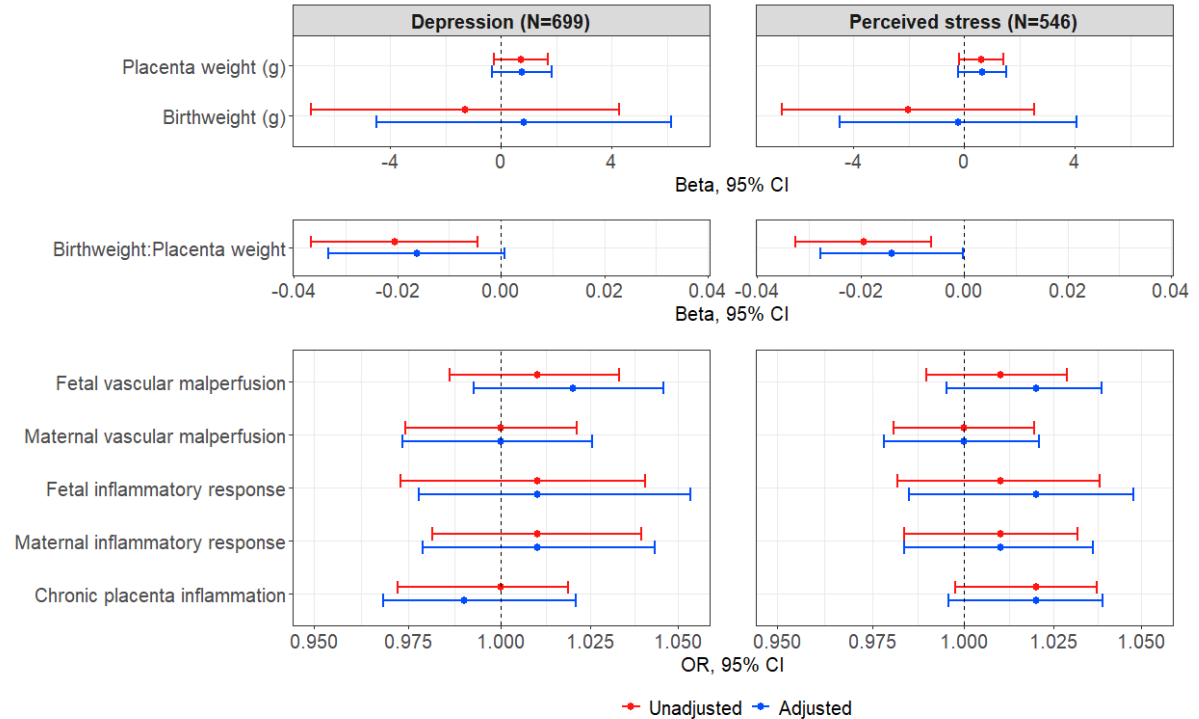 Depression (N=699) Perceived stress (N=546)
Placenta weight (g)
Birthweight (g)
-4 0 4 -4 0 4
Beta, 95% CI
Birthweight:Placenta weight
-0.04 -0.02 0.00 0.02 0.04 -0.04 -0.02 0.00 0.02 0.04
Beta, 95% CI
Fetal vascular malperfusion
Maternal vascular malperfusion
Fetal inflammatory response
Maternal inflammatory response
Chronic placenta inflammation
0.950 0.975 1.000 1.025 1.050 0.950 0.975 1.000 1.025 1.050
OR, 95% CI
Unadjusted Adjusted